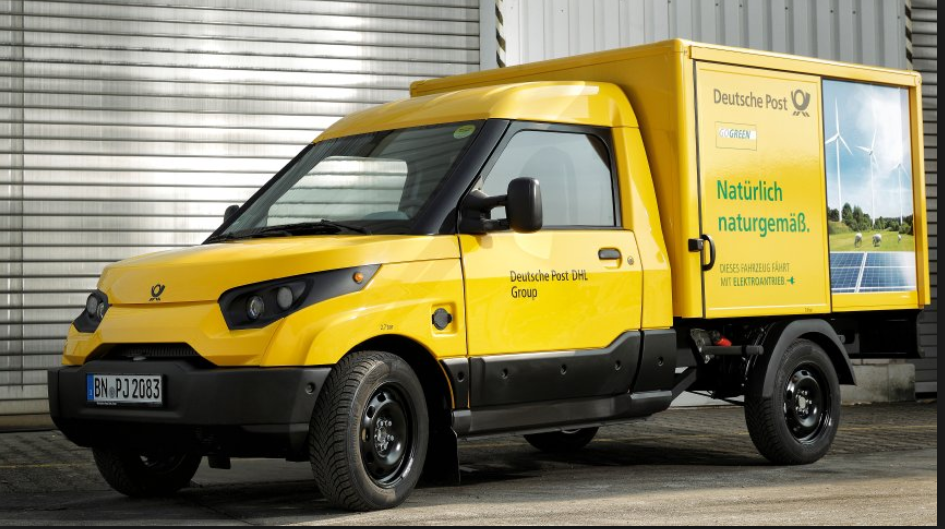 Deutsche Post
GOGREEN
Natürlich
naturgemäß.
DIESES FAHRZEUG FÄHRT
MIT ELEKTROANTRIEB
Deutsche Post DHL
Group
BN PJ 2083